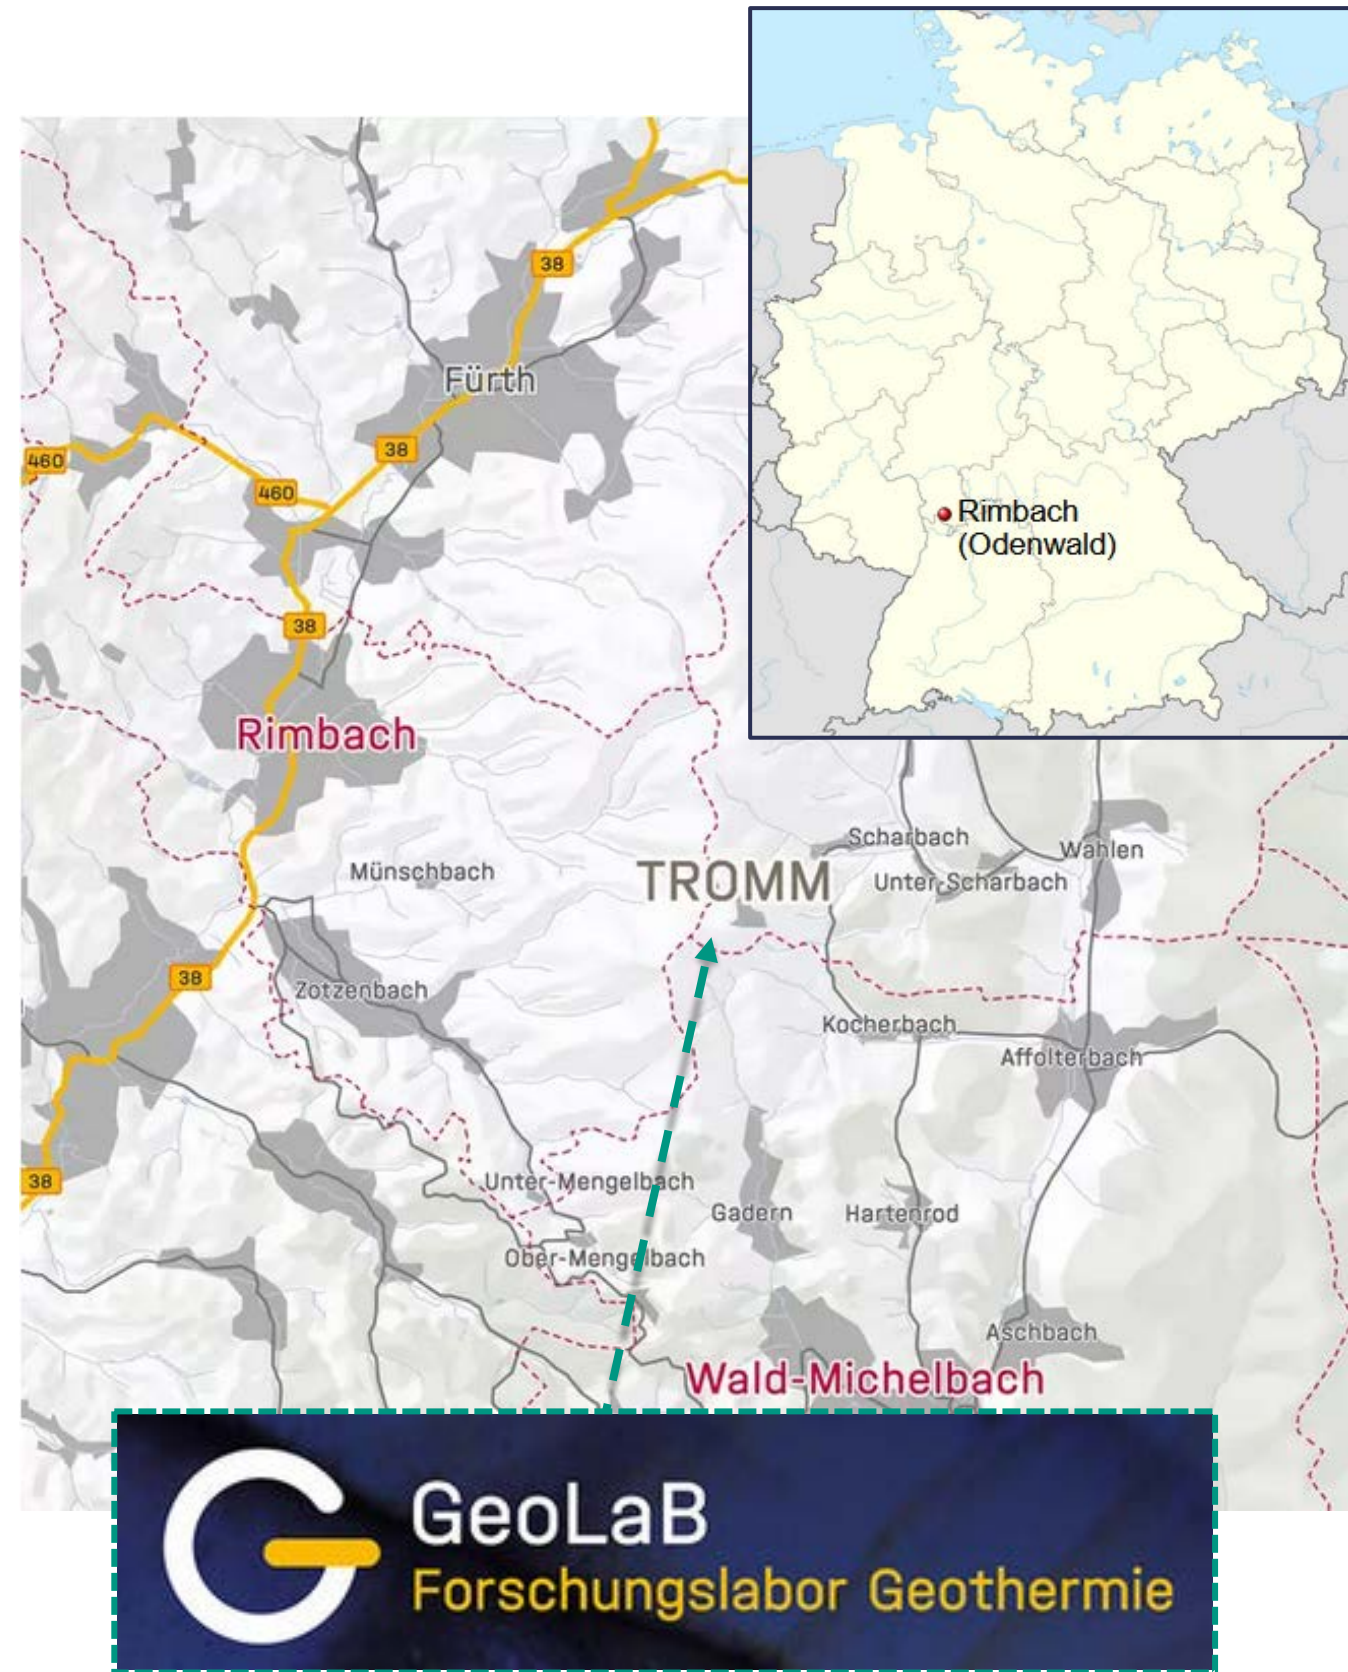 Rimbach
(Odenwald)
38
Fürth
38
460
460
38
Rimbach
Scharbach
Wahlen
Münschbach
TROMM
Unter-Scharbach
38
Zotzenbach
Kocherbach
Affolterbach
38
Unter-Mengelbach
Gadern
Hartenrod
Ober-Mengelbach
Aschbach
Wald-Michelbach
GeoLaB
Forschungslabor Geothermie